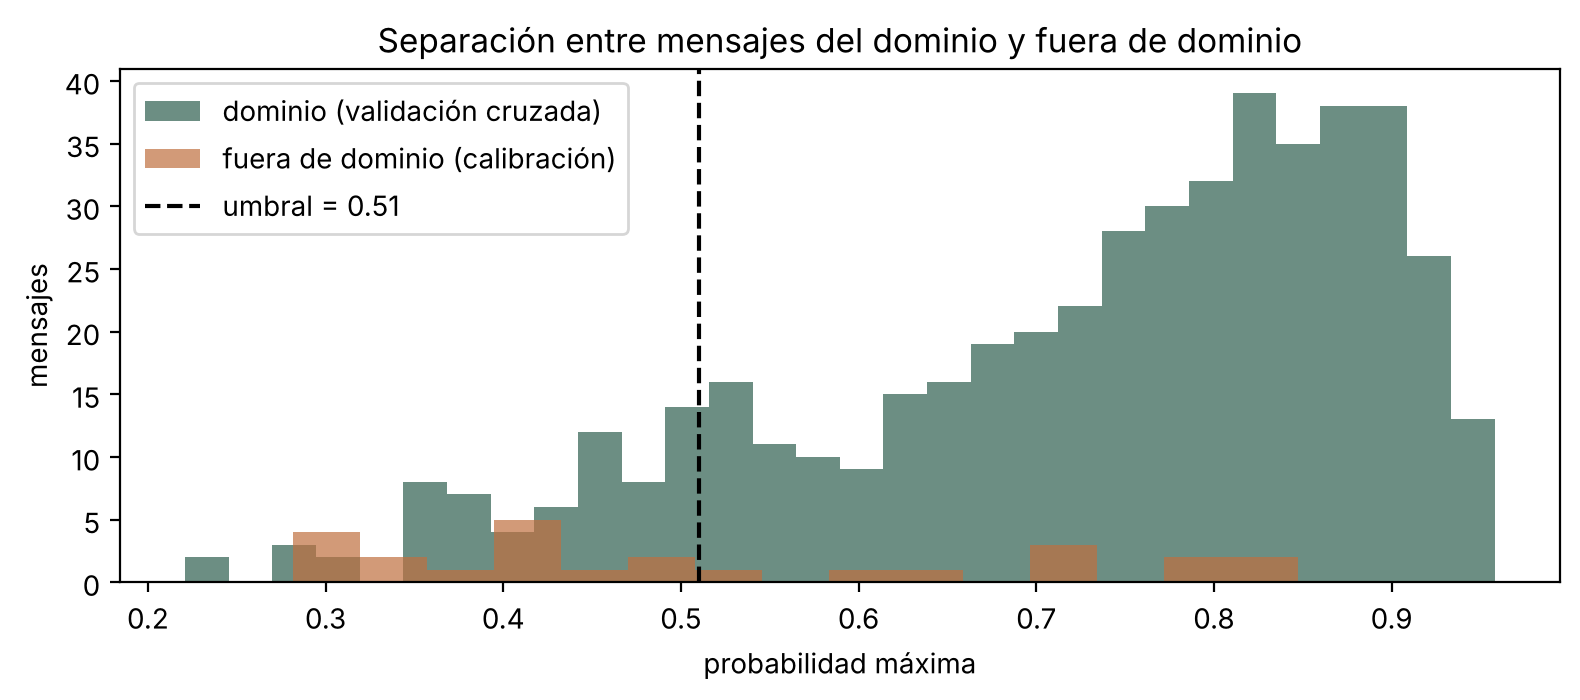 Separación entre mensajes del dominio y fuera de dominio
dominio (validación cruzada)
fuera de dominio (calibración)
umbral = 0.51
mensajes
40
35
30
25
20
15
10
5
0
0.2
0.3
0.4
0.5
0.6
0.7
0.8
0.9
probabilidad máxima